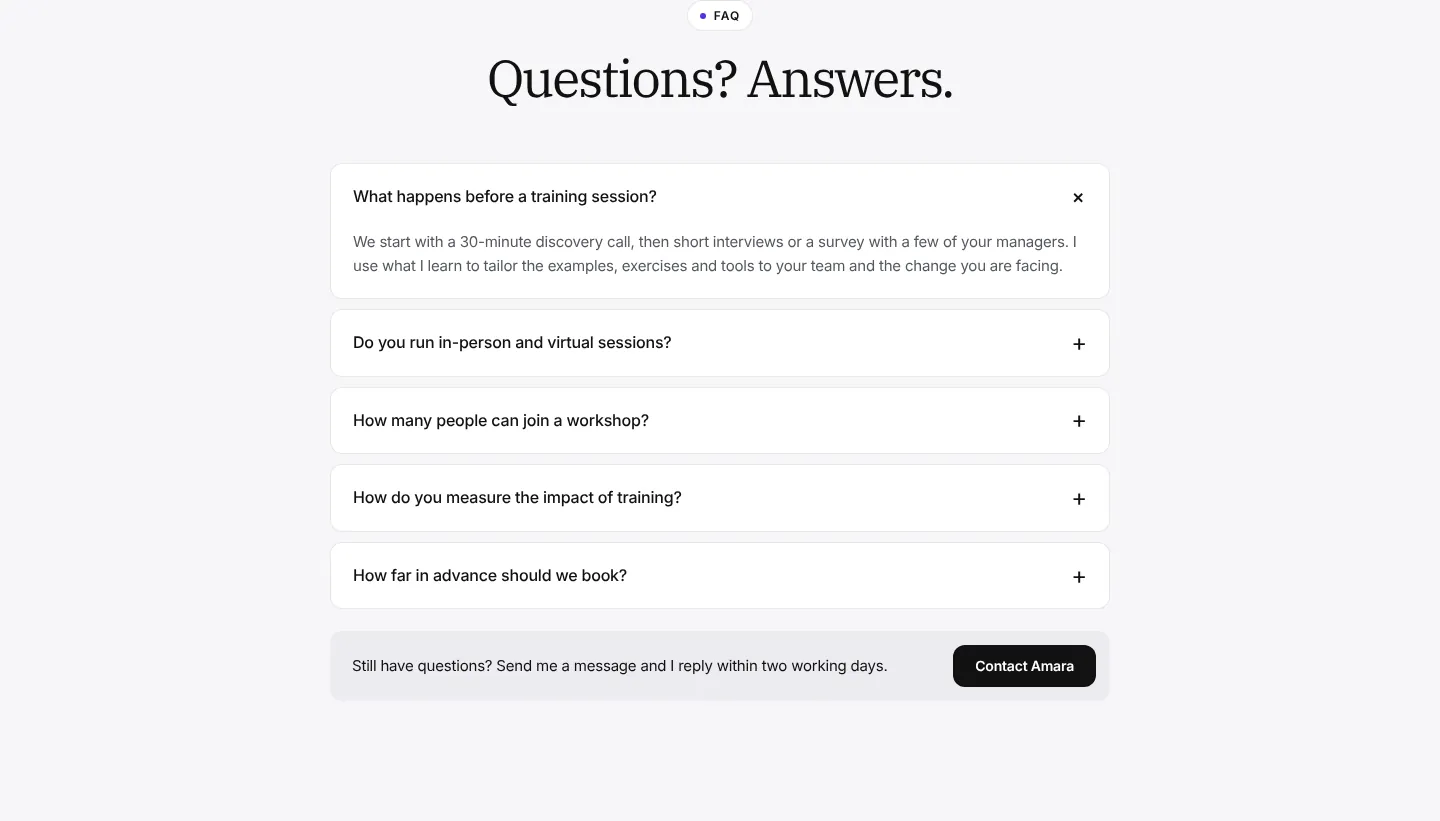 FAQ
Questions? Answers.
What happens before a training session?
We start with a 30-minute discovery call, then short interviews or a survey with a few of your managers. I
use what I learn to tailor the examples, exercises and tools to your team and the change you are facing.
Do you run in-person and virtual sessions?
How many people can join a workshop?
How do you measure the impact of training?
How far in advance should we book?
Still have questions? Send me a message and I reply within two working days.
Contact Amara